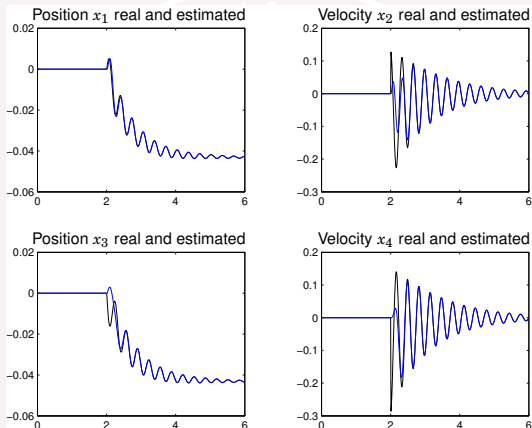 Position x₁ real and estimated
0.02
0
−0.02
−0.04
−0.06
0 2 4 6
Velocity x₂ real and estimated
0.2
0.1
0
−0.1
−0.2
−0.3
0 2 4 6
Position x₃ real and estimated
0.02
0
−0.02
−0.04
−0.06
0 2 4 6
Velocity x₄ real and estimated
0.2
0.1
0
−0.1
−0.2
−0.3
0 2 4 6